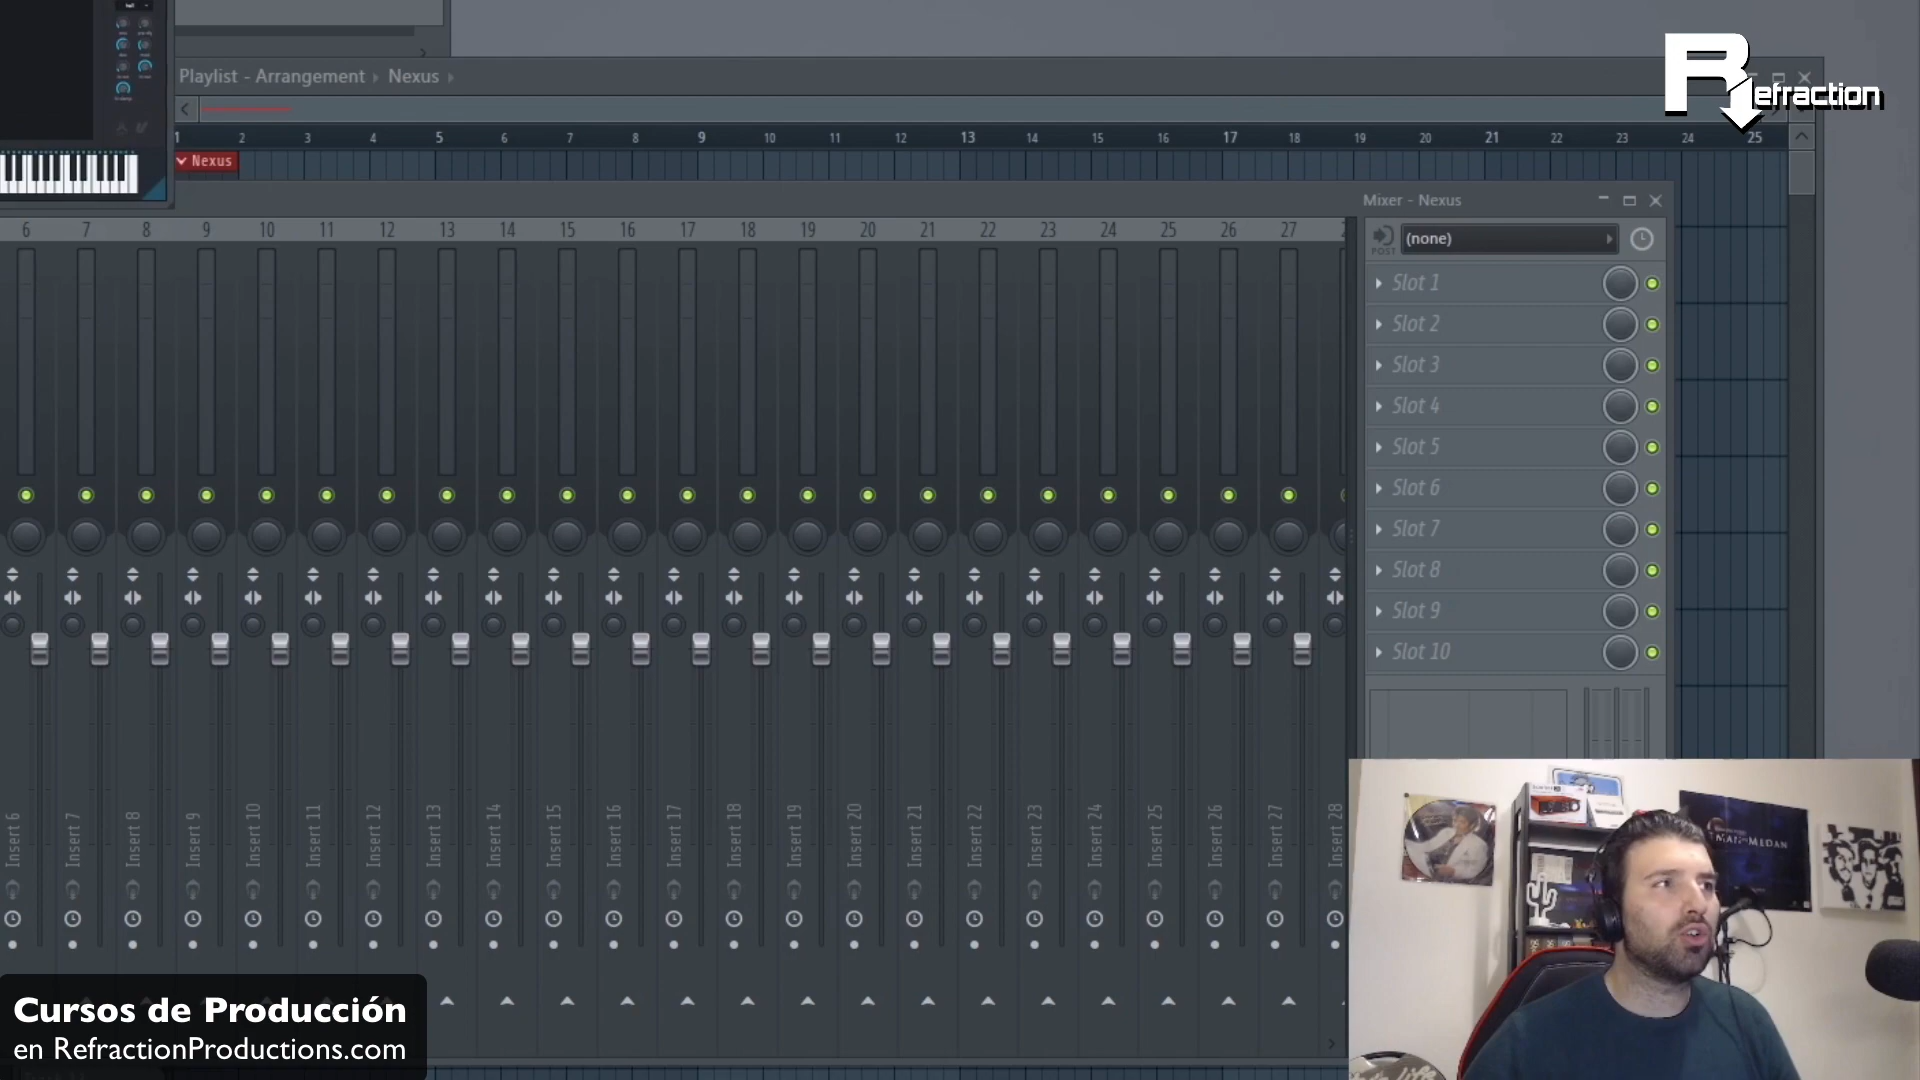 Playlist - Arrangement › Nexus ›
Refraction
1 2 3 4 5 6 7 8 9 10 11 12 13 14 15 16 17 18 19 20 21 22 23 24 25
Nexus
Mixer - Nexus
6 7 8 9 10 11 12 13 14 15 16 17 18 19 20 21 22 23 24 25 26 27
POST
(none)
Slot 1
Slot 2
Slot 3
Slot 4
Slot 5
Slot 6
Slot 7
Slot 8
Slot 9
Slot 10
Insert 6
Insert 7
Insert 8
Insert 9
Insert 10
Insert 11
Insert 12
Insert 13
Insert 14
Insert 15
Insert 16
Insert 17
Insert 18
Insert 19
Insert 20
Insert 21
Insert 22
Insert 23
Insert 24
Insert 25
Insert 26
Insert 27
Insert 28
MAN OF MEDAN
Cursos de Producción
en RefractionProductions.com